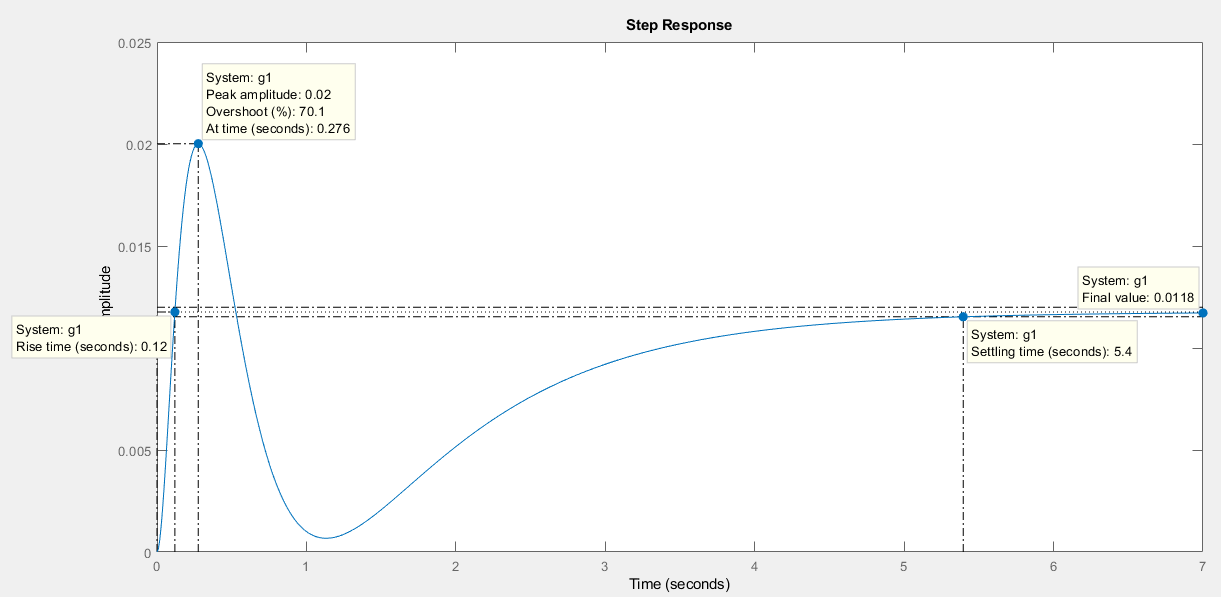 Step Response
0.025
System: g1
Peak amplitude: 0.02
Overshoot (%): 70.1
At time (seconds): 0.276
0.02
0.015
System: g1
Final value: 0.0118
mplitude
System: g1
Rise time (seconds): 0.12
System: g1
Settling time (seconds): 5.4
0.005
0
0 1 2 3 4 5 6 7
Time (seconds)